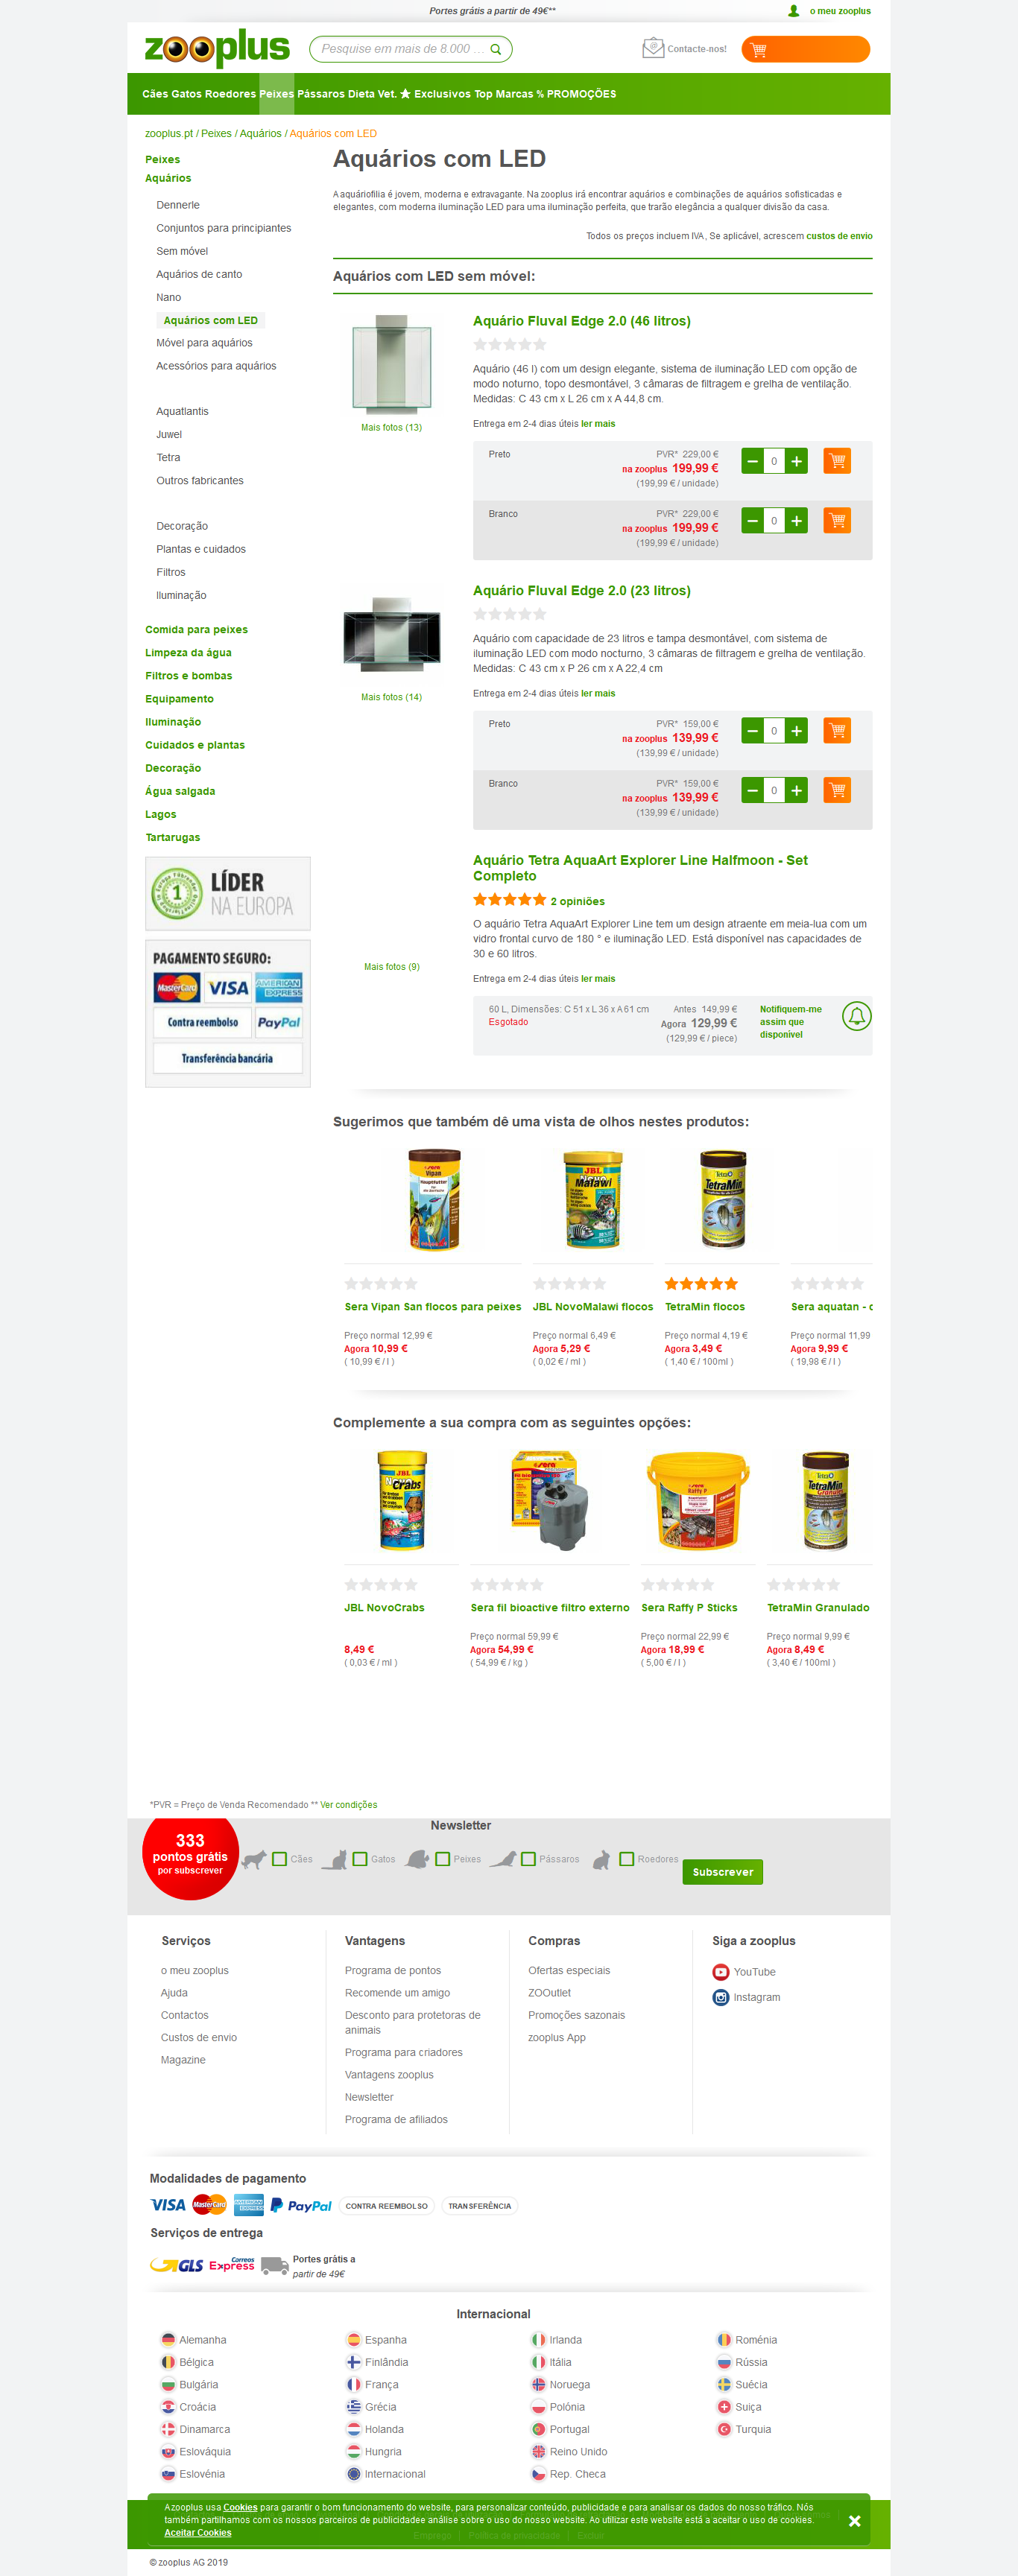 Portes grátis a partir de 49€**
o meu zooplus
zooplus
Pesquise em mais de 8.000 ...
Contacte-nos!
Cães Gatos Roedores Peixes Pássaros Dieta Vet. ★ Exclusivos Top Marcas % PROMOÇÕES
zooplus.pt / Peixes / Aquários / Aquários com LED
Peixes
Aquários
Dennerle
Conjuntos para principiantes
Sem móvel
Aquários de canto
Nano
Aquários com LED
Móvel para aquários
Acessórios para aquários
Aquatlantis
Juwel
Tetra
Outros fabricantes
Decoração
Plantas e cuidados
Filtros
Iluminação
Comida para peixes
Limpeza da água
Filtros e bombas
Equipamento
Iluminação
Cuidados e plantas
Decoração
Água salgada
Lagos
Tartarugas
1
LÍDER
NA EUROPA
PAGAMENTO SEGURO:
MasterCard
VISA
AMERICAN EXPRESS
Contra reembolso
PayPal
Transferência bancária
Aquários com LED
A aquáriofilia é jovem, moderna e extravagante. Na zooplus irá encontrar aquários e combinações de aquários sofisticadas e
elegantes, com moderna iluminação LED para uma iluminação perfeita, que trarão elegância a qualquer divisão da casa.
Todos os preços incluem IVA, Se aplicável, acrescem custos de envio
Aquários com LED sem móvel:
Mais fotos (13)
Aquário Fluval Edge 2.0 (46 litros)
Aquário (46 l) com um design elegante, sistema de iluminação LED com opção de
modo noturno, topo desmontável, 3 câmaras de filtragem e grelha de ventilação.
Medidas: C 43 cm x L 26 cm x A 44,8 cm.
Entrega em 2-4 dias úteis ler mais
Preto
PVR* 229,00 €
na zooplus 199,99 €
(199,99 € / unidade)
0
Branco
PVR* 229,00 €
na zooplus 199,99 €
(199,99 € / unidade)
0
Mais fotos (14)
Aquário Fluval Edge 2.0 (23 litros)
Aquário com capacidade de 23 litros e tampa desmontável, com sistema de
iluminação LED com modo nocturno, 3 câmaras de filtragem e grelha de ventilação.
Medidas: C 43 cm x P 26 cm x A 22,4 cm
Entrega em 2-4 dias úteis ler mais
Preto
PVR* 159,00 €
na zooplus 139,99 €
(139,99 € / unidade)
0
Branco
PVR* 159,00 €
na zooplus 139,99 €
(139,99 € / unidade)
0
Mais fotos (9)
Aquário Tetra AquaArt Explorer Line Halfmoon - Set
Completo
2 opiniões
O aquário Tetra AquaArt Explorer Line tem um design atraente em meia-lua com um
vidro frontal curvo de 180 ° e iluminação LED. Está disponível nas capacidades de
30 e 60 litros.
Entrega em 2-4 dias úteis ler mais
60 L, Dimensões: C 51 x L 36 x A 61 cm
Esgotado
Antes 149,99 €
Agora 129,99 €
(129,99 € / piece)
Notifiquem-me
assim que
disponível
Sugerimos que também dê uma vista de olhos nestes produtos:
sera
Vipan
JBL
Novo
Malawi
Tetra
TetraMin
Sera Vipan San flocos para peixes
Preço normal 12,99 €
Agora 10,99 €
( 10,99 € / l )
JBL NovoMalawi flocos
Preço normal 6,49 €
Agora 5,29 €
( 0,02 € / ml )
TetraMin flocos
Preço normal 4,19 €
Agora 3,49 €
( 1,40 € / 100ml )
Sera aquatan -
Preço normal 11,99
Agora 9,99 €
( 19,98 € / l )
Complemente a sua compra com as seguintes opções:
JBL
Novo
Crabs
sera
sera
Raffy P
Tetra
TetraMin
JBL NovoCrabs
8,49 €
( 0,03 € / ml )
Sera fil bioactive filtro externo
Preço normal 59,99 €
Agora 54,99 €
( 54,99 € / kg )
Sera Raffy P Sticks
Preço normal 22,99 €
Agora 18,99 €
( 5,00 € / l )
TetraMin Granulado
Preço normal 9,99 €
Agora 8,49 €
( 3,40 € / 100ml )
*PVR = Preço de Venda Recomendado ** Ver condições
333
pontos grátis
por subscrever
Newsletter
Cães
Gatos
Peixes
Pássaros
Roedores
Subscrever
Serviços
o meu zooplus
Ajuda
Contactos
Custos de envio
Magazine
Vantagens
Programa de pontos
Recomende um amigo
Desconto para protetoras de
animais
Programa para criadores
Vantagens zooplus
Newsletter
Programa de afiliados
Compras
Ofertas especiais
ZOOutlet
Promoções sazonais
zooplus App
Siga a zooplus
YouTube
Instagram
Modalidades de pagamento
VISA MasterCard AMERICAN EXPRESS PayPal CONTRA REEMBOLSO TRANSFERÊNCIA
Serviços de entrega
GLS
Correos
Express
Portes grátis a
partir de 49€
Internacional
Alemanha
Bélgica
Bulgária
Croácia
Dinamarca
Eslováquia
Eslovénia
Espanha
Finlândia
França
Grécia
Holanda
Hungria
Internacional
Irlanda
Itália
Noruega
Polónia
Portugal
Reino Unido
Rep. Checa
Roménia
Rússia
Suécia
Suiça
Turquia
A zooplus usa Cookies para garantir o bom funcionamento do website, para personalizar conteúdo, publicidade e para analisar os dados do nosso tráfico. Nós
também partilhamos com os nossos parceiros de publicidadee análise sobre o uso do nosso website. Ao utilizar este website está a aceitar o uso de cookies.
Aceitar Cookies
© zooplus AG 2019